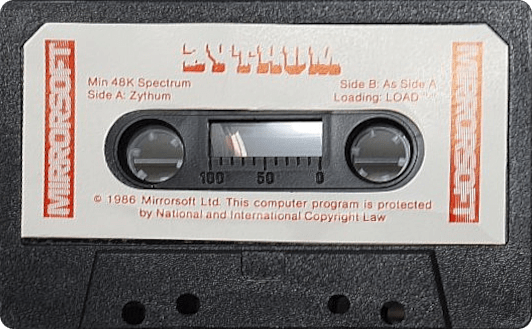 ZYTHUM
Min 48K Spectrum
Side A: Zythum
Side B: As Side A
Loading: LOAD""
MIRRORSOFT
MIRRORSOFT
100 50 0
© 1986 Mirrorsoft Ltd. This computer program is protected
by National and International Copyright Law